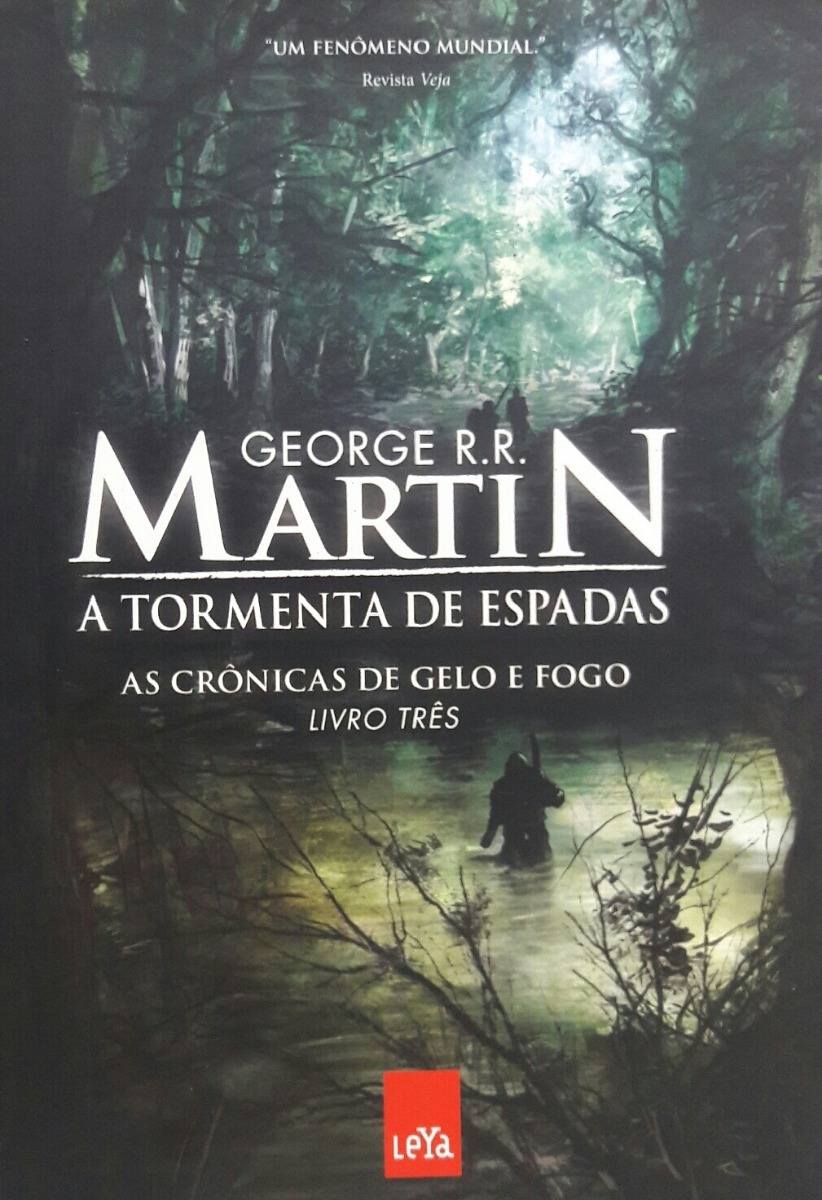 “UM FENÔMENO MUNDIAL.”
Revista Veja
GEORGE R.R.
MARTIN
A TORMENTA DE ESPADAS
AS CRÔNICAS DE GELO E FOGO
LIVRO TRÊS
LeYa